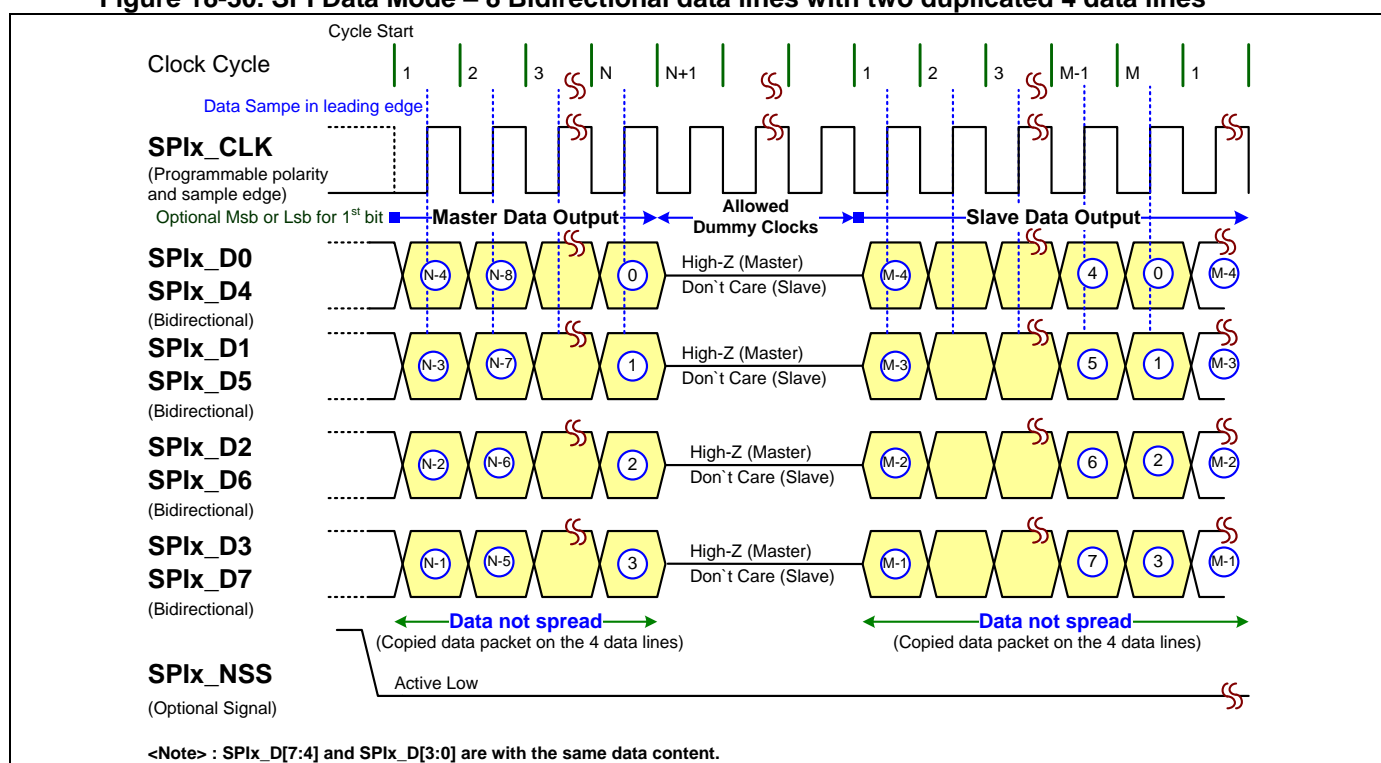 Figure 18-30. SPI Data Mode – 8 Bidirectional data lines with two duplicated 4 data lines
Cycle Start
Clock Cycle 1 2 3 N N+1 1 2 3 M-1 M 1
Data Sampe in leading edge
SPIx_CLK
(Programmable polarity
and sample edge)
Optional Msb or Lsb for 1st bit Master Data Output Allowed Dummy Clocks Slave Data Output
SPIx_D0
SPIx_D4
(Bidirectional)
N-4 N-8 0 High-Z (Master) Don`t Care (Slave) M-4 4 0 M-4
SPIx_D1
SPIx_D5
(Bidirectional)
N-3 N-7 1 High-Z (Master) Don`t Care (Slave) M-3 5 1 M-3
SPIx_D2
SPIx_D6
(Bidirectional)
N-2 N-6 2 High-Z (Master) Don`t Care (Slave) M-2 6 2 M-2
SPIx_D3
SPIx_D7
(Bidirectional)
N-1 N-5 3 High-Z (Master) Don`t Care (Slave) M-1 7 3 M-1
Data not spread Data not spread
(Copied data packet on the 4 data lines) (Copied data packet on the 4 data lines)
SPIx_NSS
(Optional Signal)
Active Low
<Note> : SPIx_D[7:4] and SPIx_D[3:0] are with the same data content.